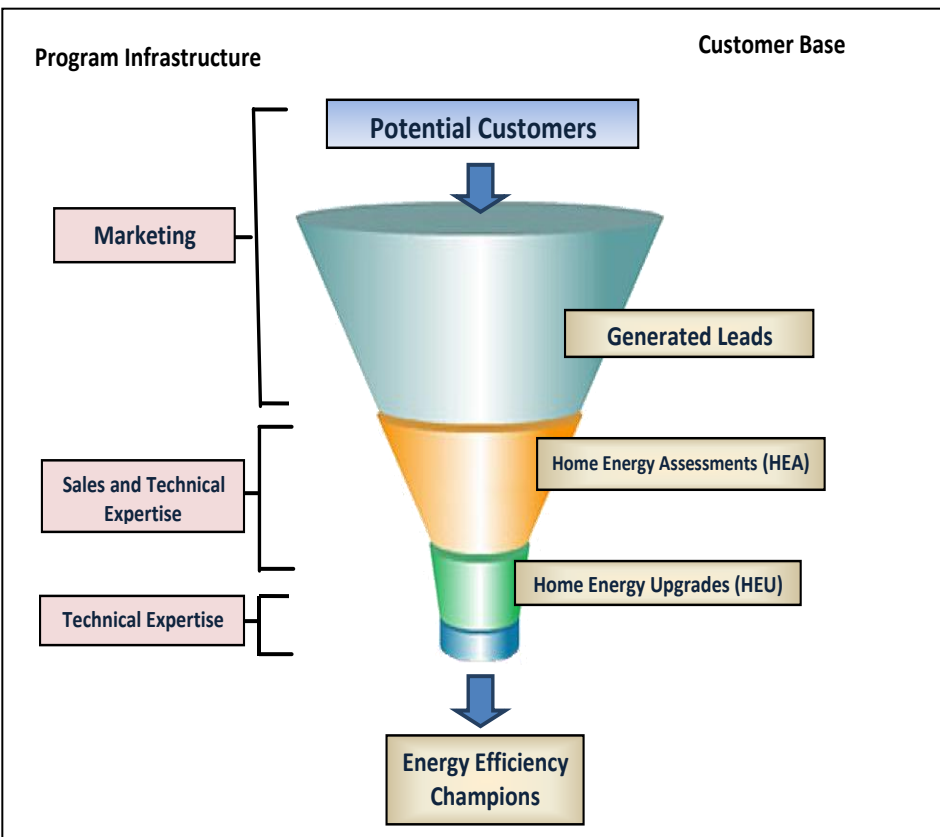 Program Infrastructure
Customer Base
Potential Customers
Marketing
Generated Leads
Home Energy Assessments (HEA)
Sales and Technical
Expertise
Home Energy Upgrades (HEU)
Technical Expertise
Energy Efficiency
Champions